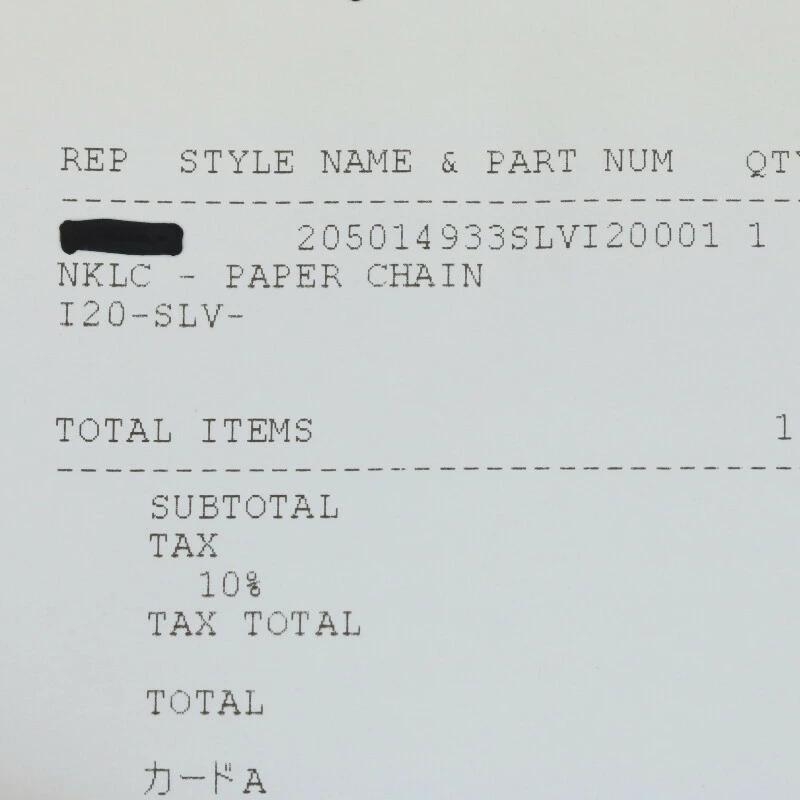 REP STYLE NAME & PART NUM QTY
205014933SLVI20001 1
NKLC - PAPER CHAIN
I20-SLV-
TOTAL ITEMS 1
SUBTOTAL
TAX
10%
TAX TOTAL
TOTAL
カードA